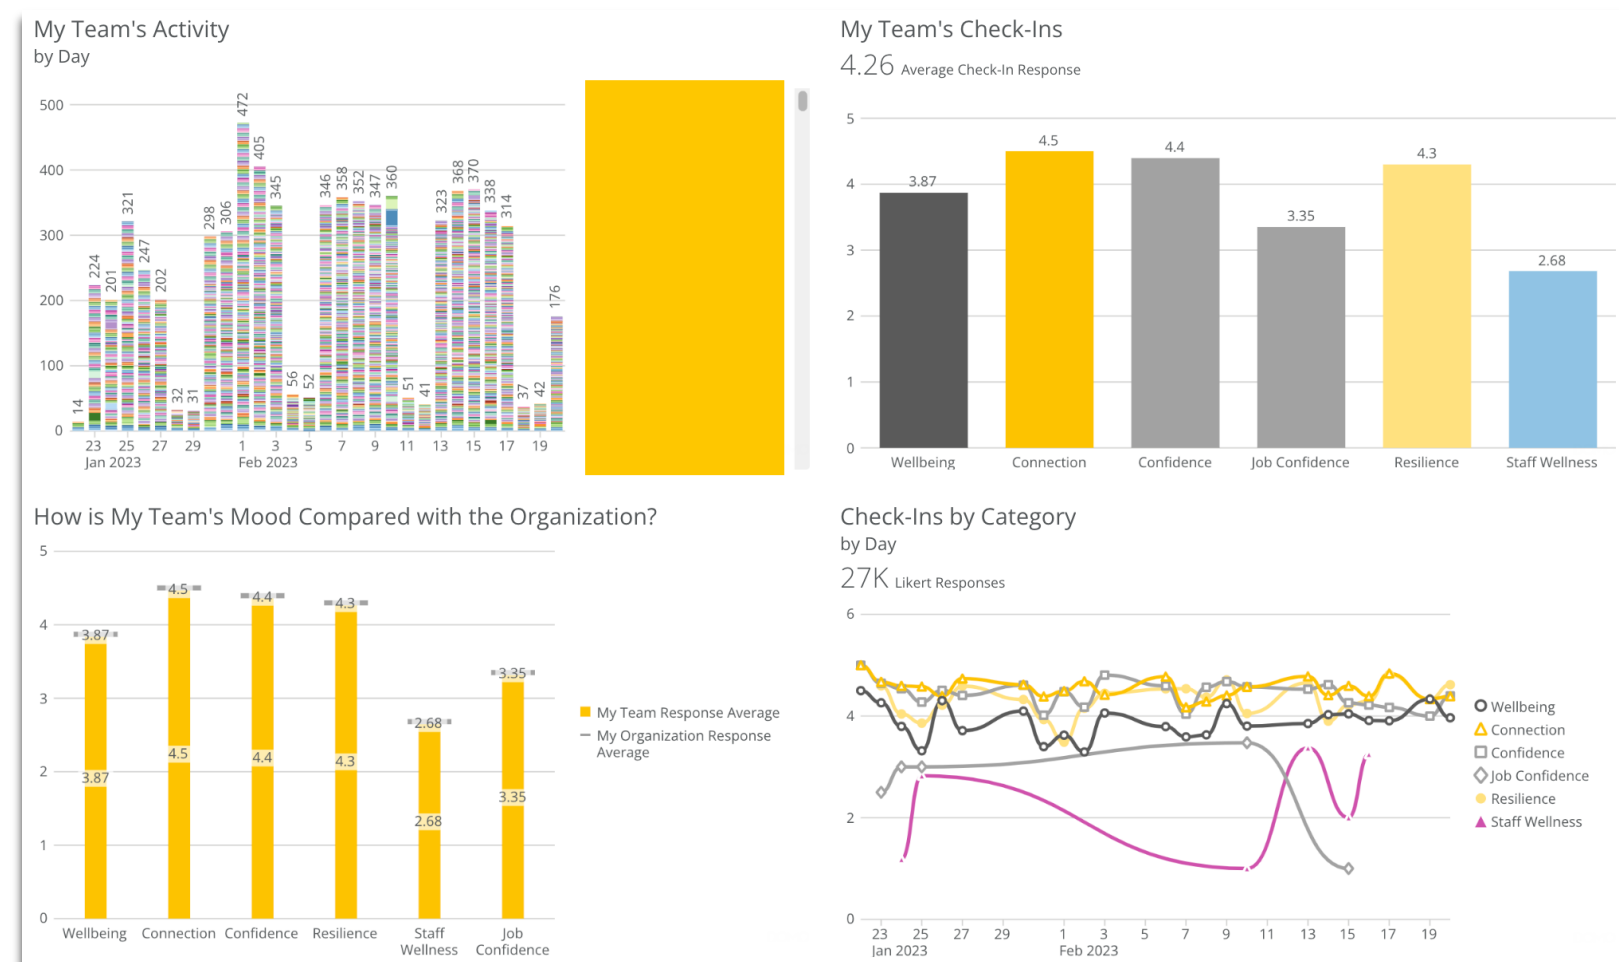 My Team's Activity
by Day
500
400
300
200
100
0
14
224
201
321
247
202
32
31
298
306
472
405
345
56
52
346
358
352
347
360
51
41
323
368
370
338
314
37
42
176
23 25 27 29 1 3 5 7 9 11 13 15 17 19
Jan 2023 Feb 2023
My Team's Check-Ins
4.26 Average Check-In Response
5
4
3
2
1
0
3.87
4.5
4.4
3.35
4.3
2.68
Wellbeing Connection Confidence Job Confidence Resilience Staff Wellness
How is My Team's Mood Compared with the Organization?
5
4
3
2
1
0
3.87
4.5
4.4
4.3
2.68
3.35
3.87
4.5
4.4
4.3
2.68
3.35
Wellbeing Connection Confidence Resilience Staff Job
Wellness Confidence
My Team Response Average
My Organization Response
Average
Check-Ins by Category
by Day
27K Likert Responses
6
4
2
0
23 25 27 29 1 3 5 7 9 11 13 15 17 19
Jan 2023 Feb 2023
Wellbeing
Connection
Confidence
Job Confidence
Resilience
Staff Wellness